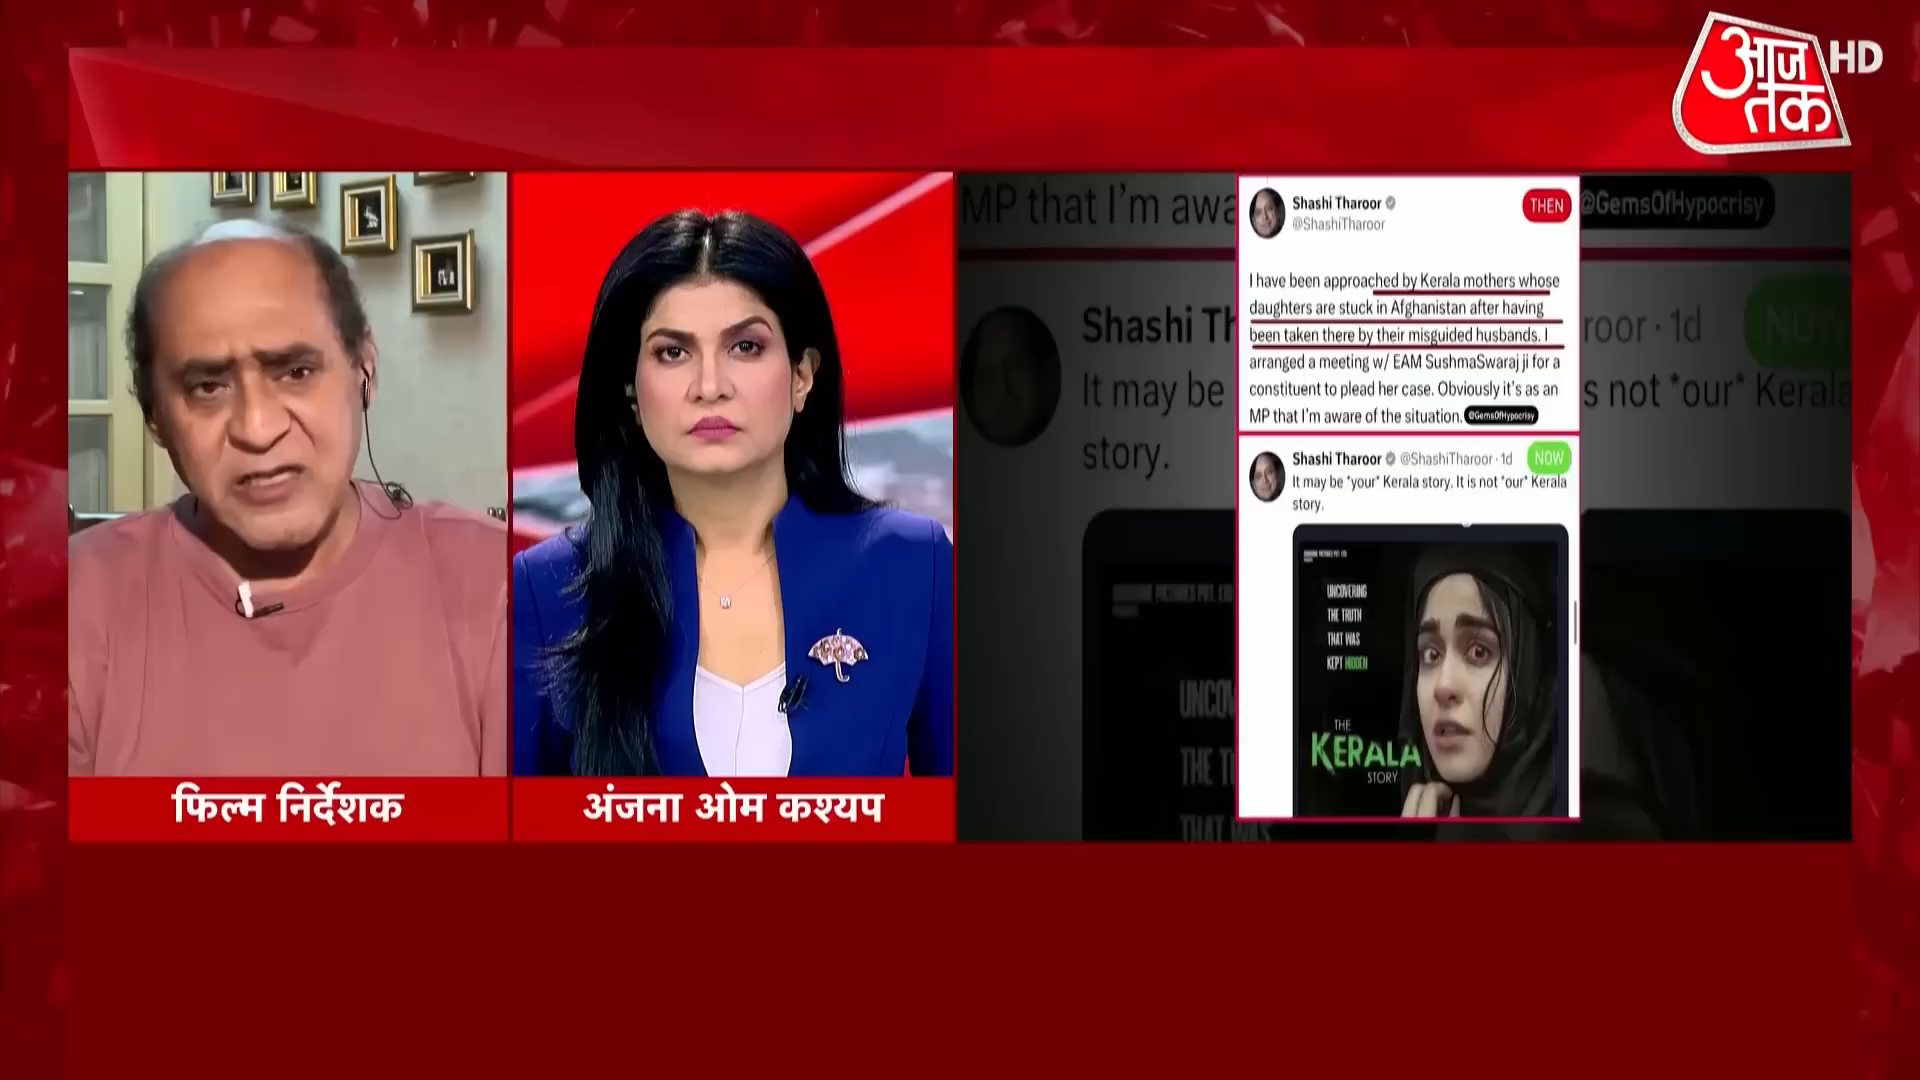 आज तक HD
MP that I'm awa
@GemsOfHypocrisy
Shashi Th
roor · 1d
NOW
It may be
s not *our* Kerala
story.
UNCOV
THE T
THAT WAS
Shashi Tharoor
@ShashiTharoor
THEN
I have been approached by Kerala mothers whose
daughters are stuck in Afghanistan after having
been taken there by their misguided husbands. I
arranged a meeting w/ EAM SushmaSwaraj ji for a
constituent to plead her case. Obviously it's as an
MP that I'm aware of the situation. @GemsOfHypocrisy
Shashi Tharoor @ShashiTharoor · 1d
NOW
It may be *your* Kerala story. It is not *our* Kerala
story.
UNCOVERING
THE TRUTH
THAT WAS
KEPT HIDDEN
THE
KERALA
STORY
फिल्म निर्देशक
अंजना ओम कश्यप